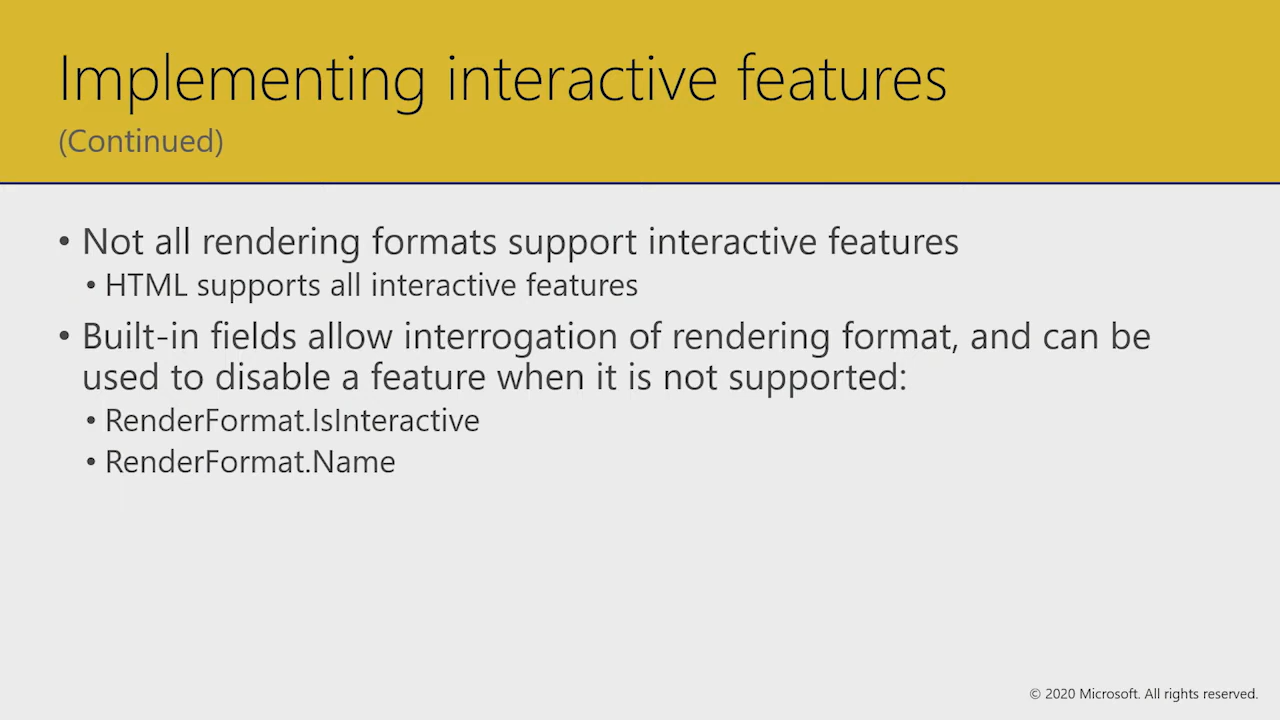 Implementing interactive features
(Continued)
• Not all rendering formats support interactive features
• HTML supports all interactive features
• Built-in fields allow interrogation of rendering format, and can be
used to disable a feature when it is not supported:
• RenderFormat.IsInteractive
• RenderFormat.Name
© 2020 Microsoft. All rights reserved.